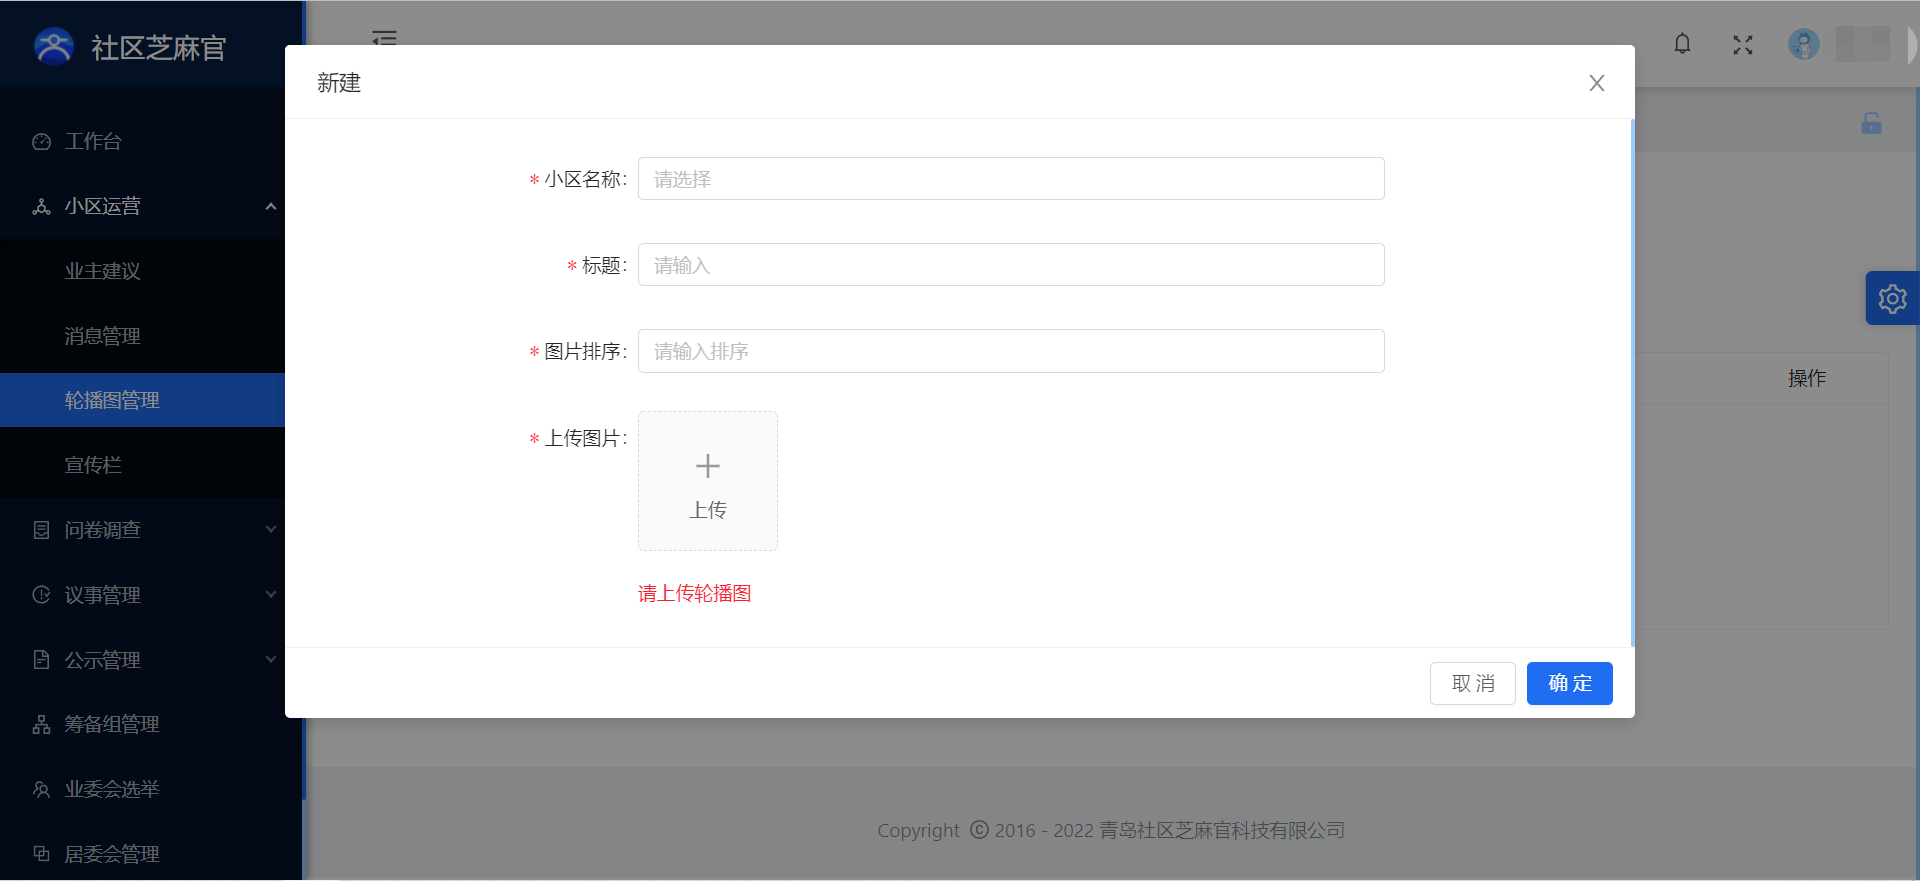 社区芝麻官
工作台
小区运营
业主建议
消息管理
轮播图管理
宣传栏
问卷调查
议事管理
公示管理
筹备组管理
业委会选举
居委会管理
新建
* 小区名称: 请选择
* 标题: 请输入
* 图片排序: 请输入排序
* 上传图片:
上传
请上传轮播图
取 消 确 定
操作
Copyright © 2016 - 2022 青岛社区芝麻官科技有限公司